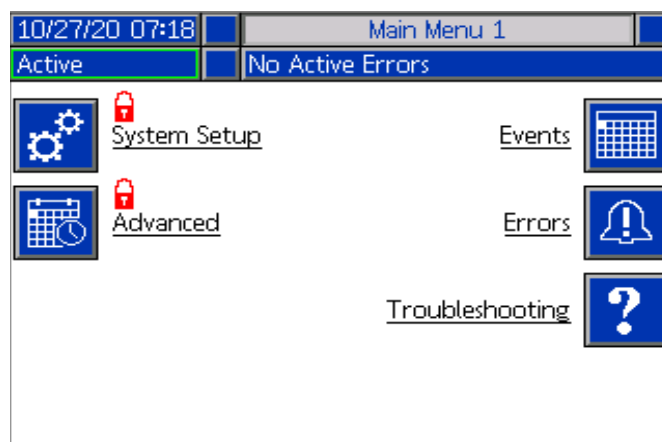 10/27/20 07:18 Main Menu 1
Active No Active Errors
System Setup Events
Advanced Errors
Troubleshooting